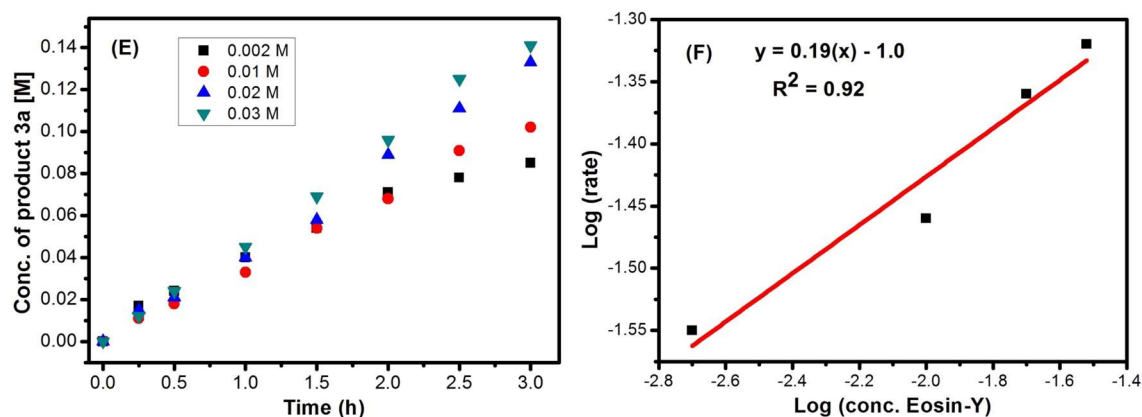 (E)
0.002 M
0.01 M
0.02 M
0.03 M
Conc. of product 3a [M]
0.14
0.12
0.10
0.08
0.06
0.04
0.02
0.00
0.0 0.5 1.0 1.5 2.0 2.5 3.0
Time (h)
(F)
y = 0.19(x) - 1.0
R² = 0.92
Log (rate)
-1.30
-1.35
-1.40
-1.45
-1.50
-1.55
-2.8 -2.6 -2.4 -2.2 -2.0 -1.8 -1.6 -1.4
Log (conc. Eosin-Y)